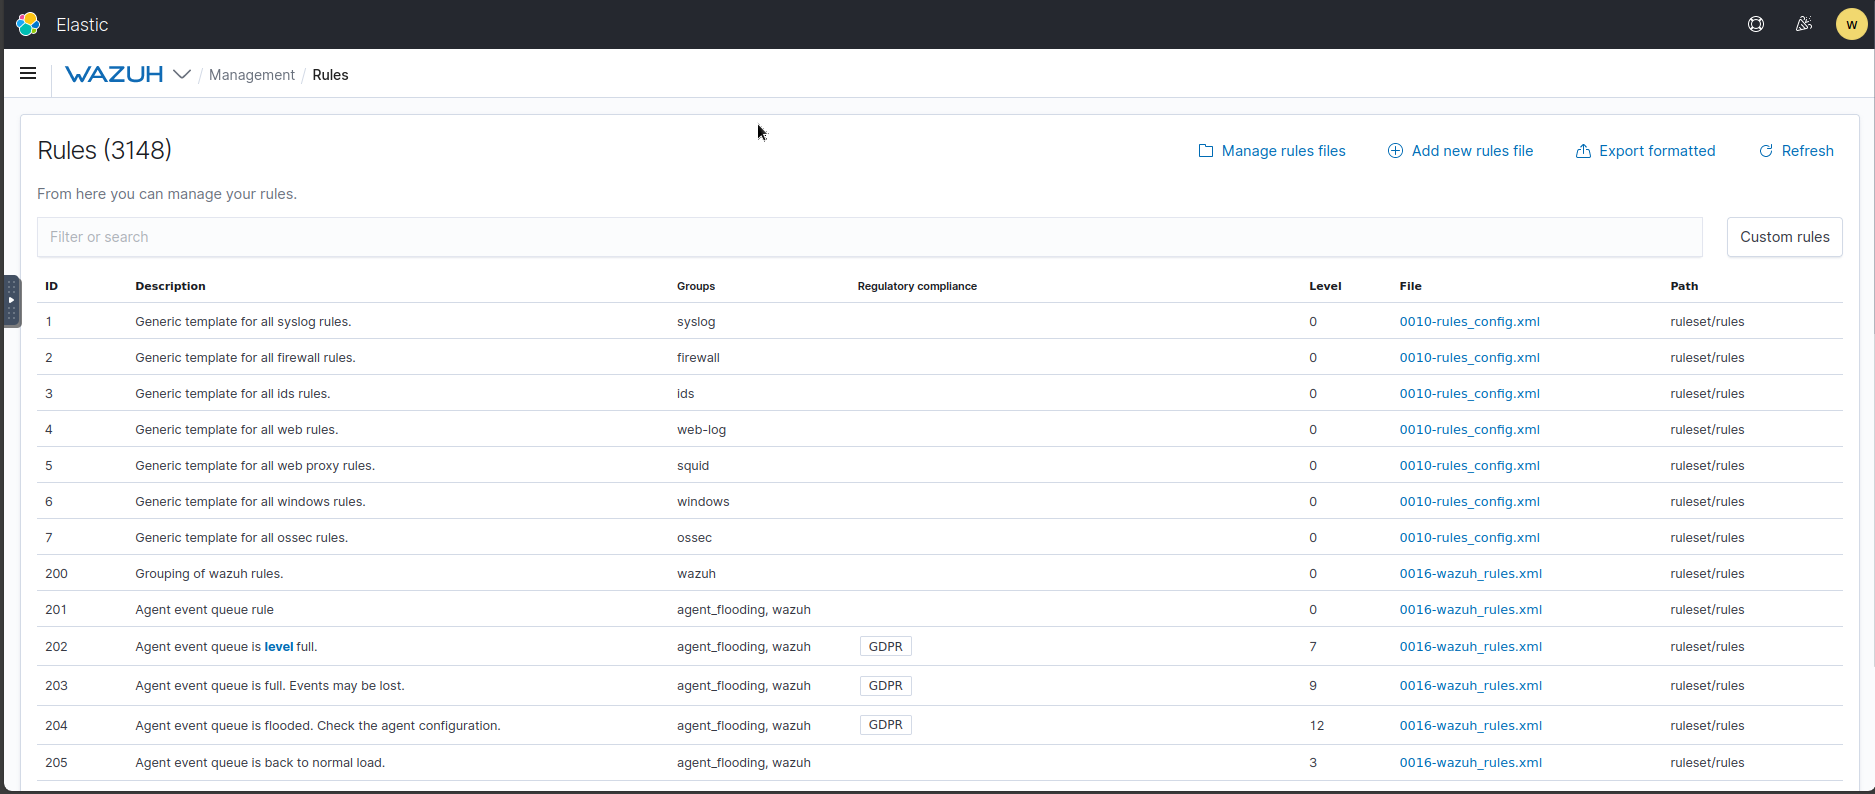 Elastic W
WAZUH / Management / Rules
Rules (3148) Manage rules files Add new rules file Export formatted Refresh
From here you can manage your rules.
Filter or search Custom rules
ID Description Groups Regulatory compliance Level File Path
1 Generic template for all syslog rules. syslog 0 0010-rules_config.xml ruleset/rules
2 Generic template for all firewall rules. firewall 0 0010-rules_config.xml ruleset/rules
3 Generic template for all ids rules. ids 0 0010-rules_config.xml ruleset/rules
4 Generic template for all web rules. web-log 0 0010-rules_config.xml ruleset/rules
5 Generic template for all web proxy rules. squid 0 0010-rules_config.xml ruleset/rules
6 Generic template for all windows rules. windows 0 0010-rules_config.xml ruleset/rules
7 Generic template for all ossec rules. ossec 0 0010-rules_config.xml ruleset/rules
200 Grouping of wazuh rules. wazuh 0 0016-wazuh_rules.xml ruleset/rules
201 Agent event queue rule agent_flooding, wazuh 0 0016-wazuh_rules.xml ruleset/rules
202 Agent event queue is level full. agent_flooding, wazuh GDPR 7 0016-wazuh_rules.xml ruleset/rules
203 Agent event queue is full. Events may be lost. agent_flooding, wazuh GDPR 9 0016-wazuh_rules.xml ruleset/rules
204 Agent event queue is flooded. Check the agent configuration. agent_flooding, wazuh GDPR 12 0016-wazuh_rules.xml ruleset/rules
205 Agent event queue is back to normal load. agent_flooding, wazuh 3 0016-wazuh_rules.xml ruleset/rules